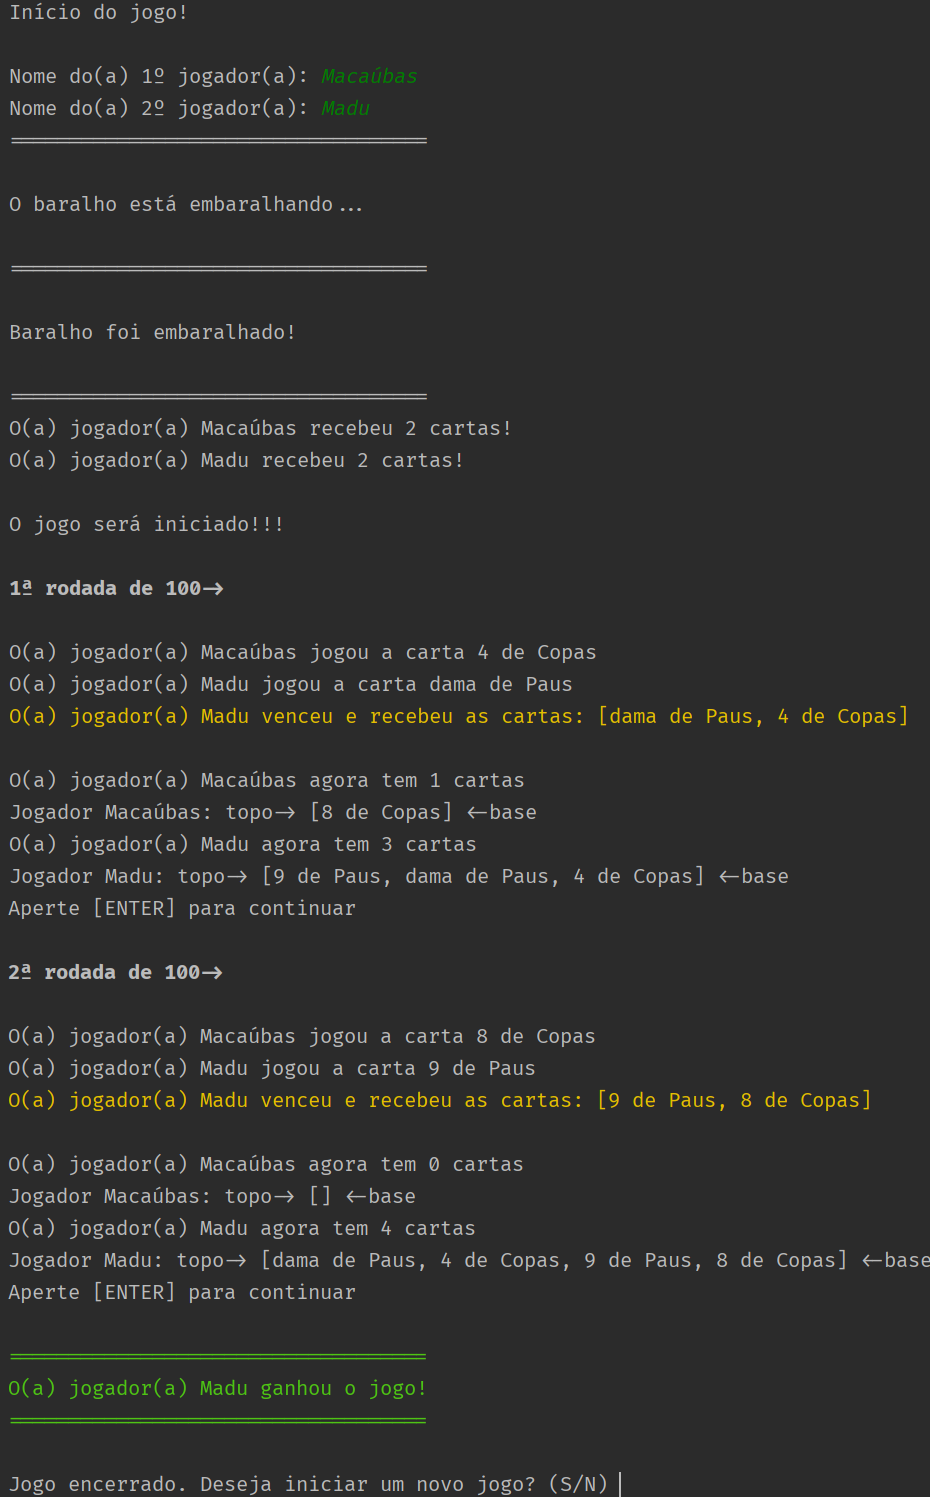 Início do jogo!
Nome do(a) 1º jogador(a): Macaúbas
Nome do(a) 2º jogador(a): Madu
===================================
O baralho está embaralhando...
===================================
Baralho foi embaralhado!
===================================
O(a) jogador(a) Macaúbas recebeu 2 cartas!
O(a) jogador(a) Madu recebeu 2 cartas!
O jogo será iniciado!!!
1ª rodada de 100->
O(a) jogador(a) Macaúbas jogou a carta 4 de Copas
O(a) jogador(a) Madu jogou a carta dama de Paus
O(a) jogador(a) Madu venceu e recebeu as cartas: [dama de Paus, 4 de Copas]
O(a) jogador(a) Macaúbas agora tem 1 cartas
Jogador Macaúbas: topo-> [8 de Copas] <-base
O(a) jogador(a) Madu agora tem 3 cartas
Jogador Madu: topo-> [9 de Paus, dama de Paus, 4 de Copas] <-base
Aperte [ENTER] para continuar
2ª rodada de 100->
O(a) jogador(a) Macaúbas jogou a carta 8 de Copas
O(a) jogador(a) Madu jogou a carta 9 de Paus
O(a) jogador(a) Madu venceu e recebeu as cartas: [9 de Paus, 8 de Copas]
O(a) jogador(a) Macaúbas agora tem 0 cartas
Jogador Macaúbas: topo-> [] <-base
O(a) jogador(a) Madu agora tem 4 cartas
Jogador Madu: topo-> [dama de Paus, 4 de Copas, 9 de Paus, 8 de Copas] <-base
Aperte [ENTER] para continuar
===================================
O(a) jogador(a) Madu ganhou o jogo!
===================================
Jogo encerrado. Deseja iniciar um novo jogo? (S/N)